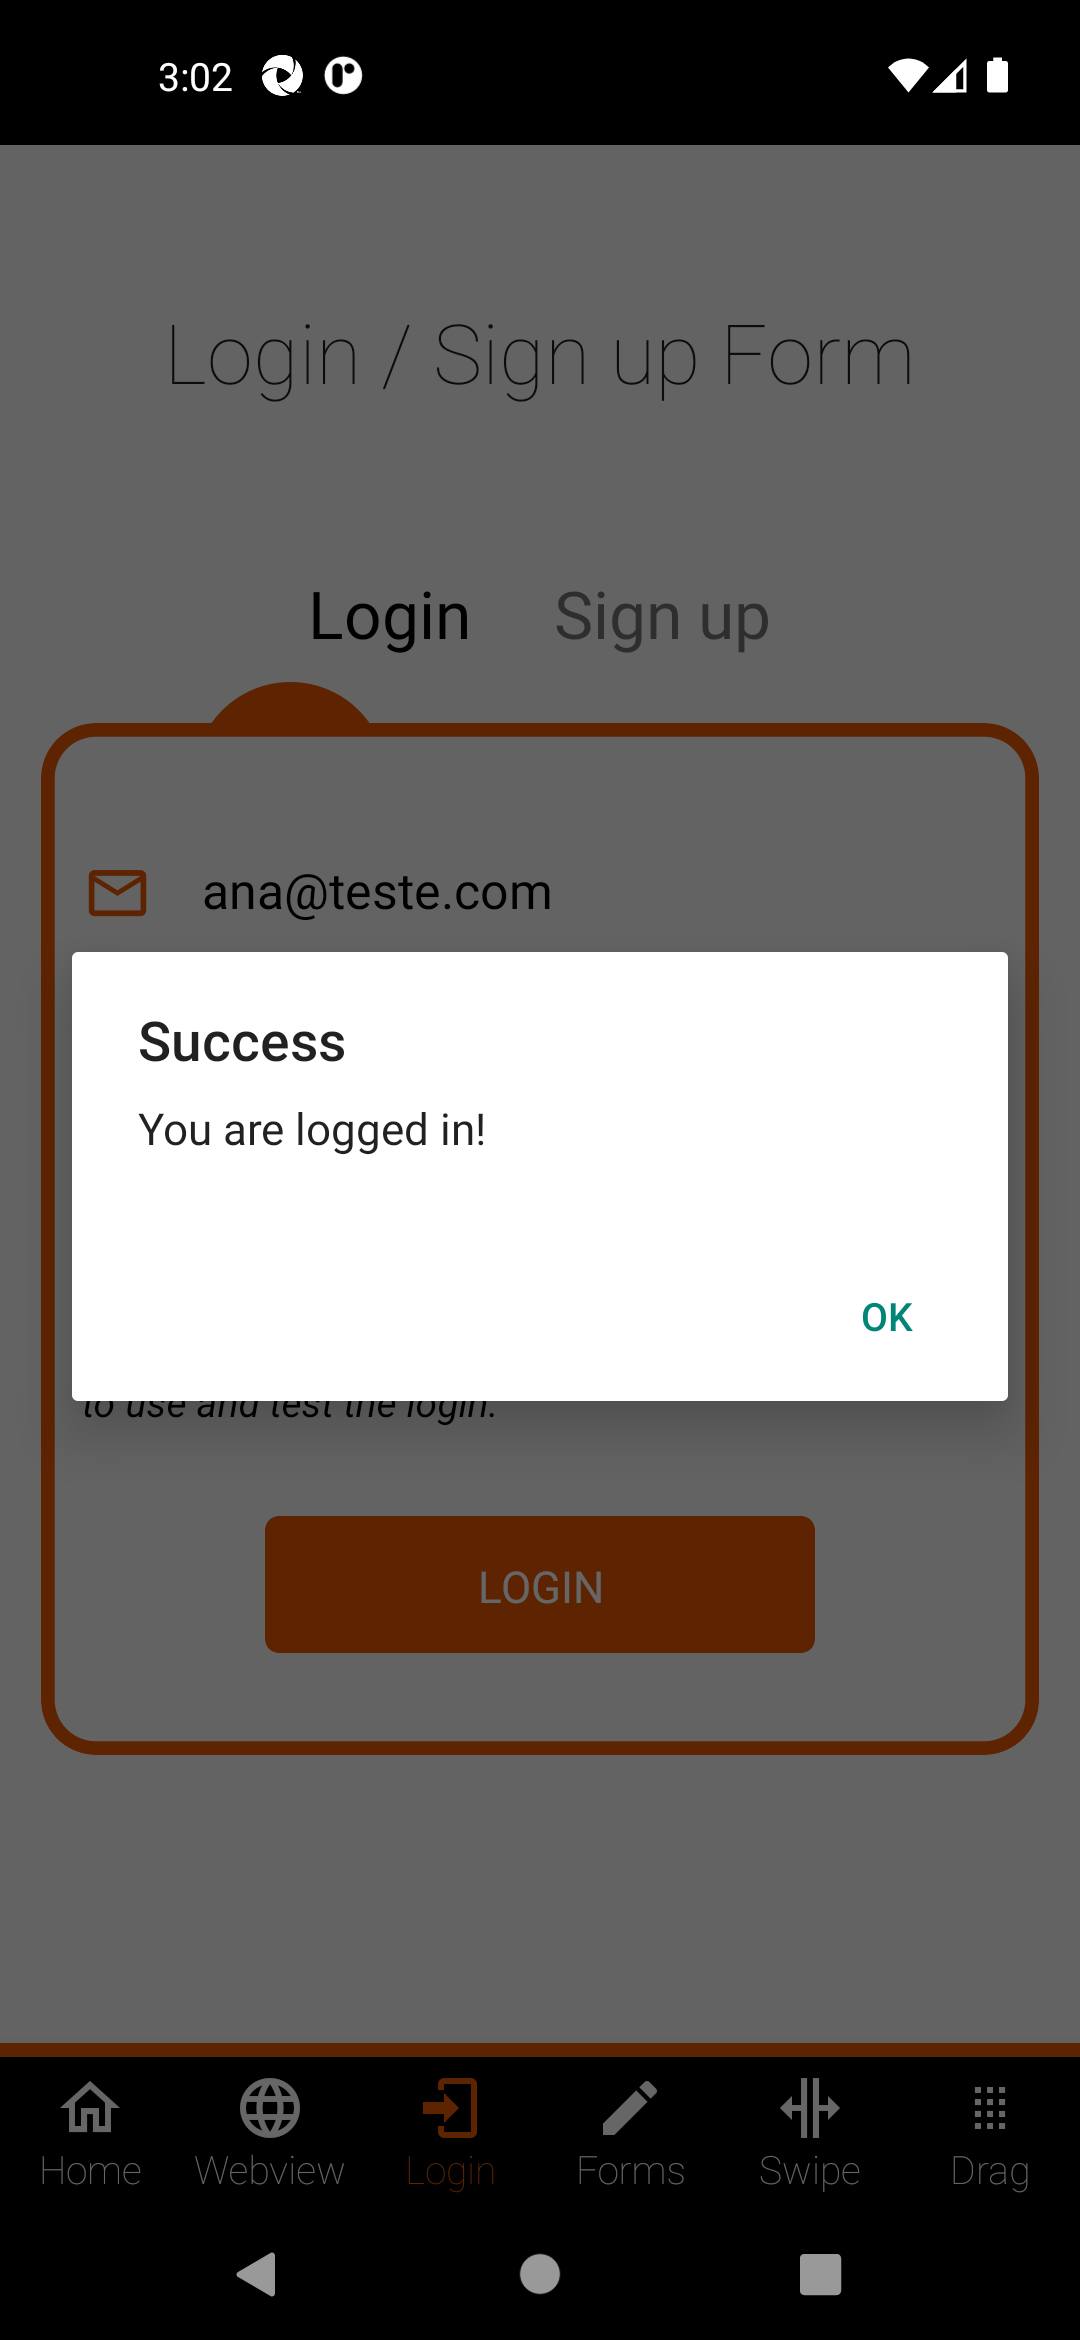 3:02
Login / Sign up Form
Login Sign up
ana@teste.com
Success
You are logged in!
OK
to use and test the login.
LOGIN
Home Webview Login Forms Swipe Drag